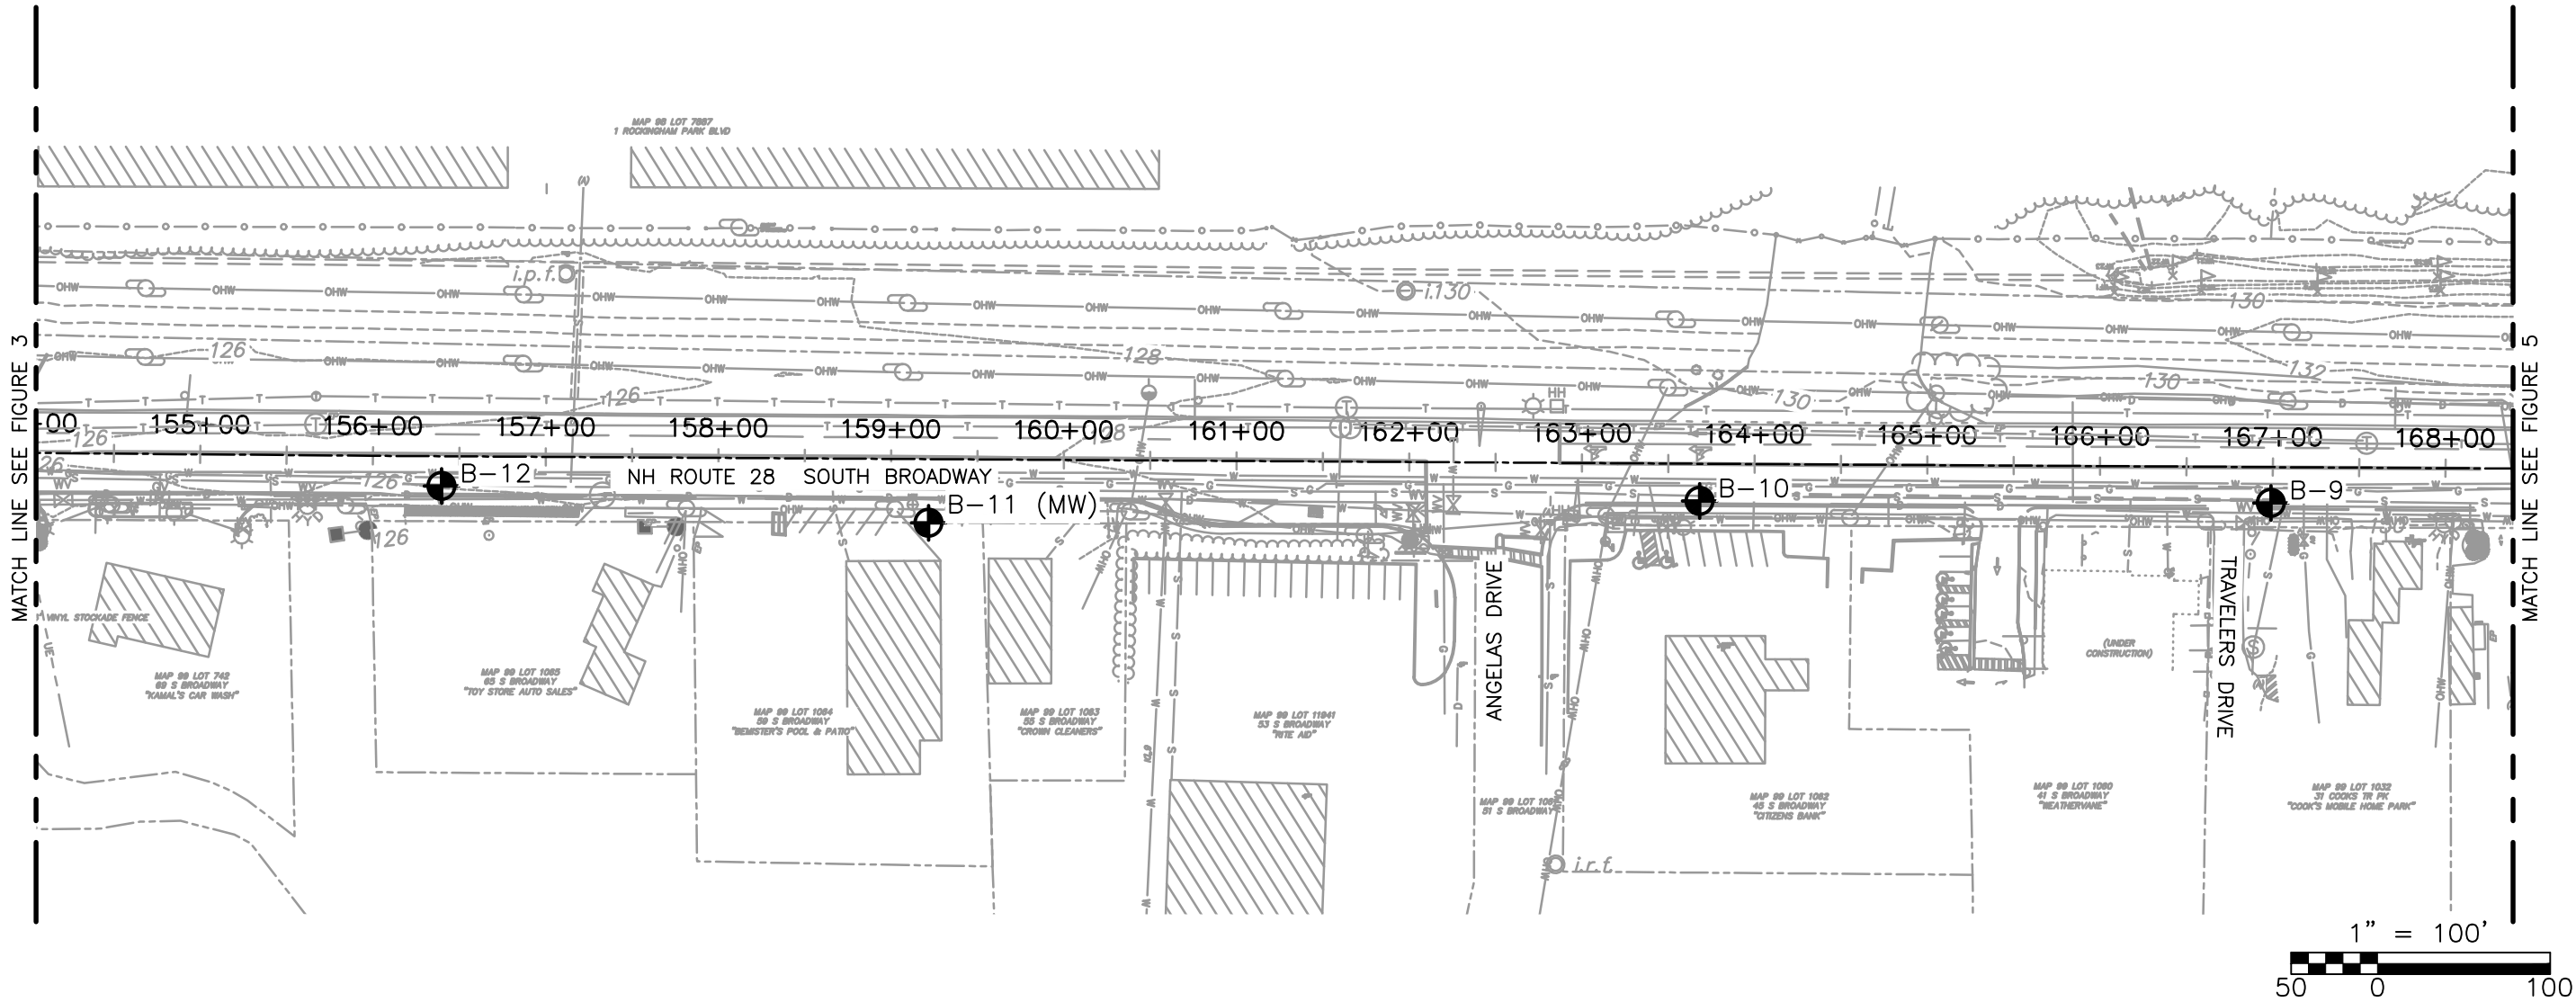 MAP 98 LOT 7887
1 ROCKINGHAM PARK BLVD
MATCH LINE SEE FIGURE 3
MATCH LINE SEE FIGURE 5
i.p.f.
i.130
130
126
128
126
130
130
132
HH
00 155+00 156+00 157+00 158+00 159+00 160+00 161+00 162+00 163+00 164+00 165+00 166+00 167+00 168+00
126
126
B-12
NH ROUTE 28 SOUTH BROADWAY
B-11 (MW)
B-10
B-9
126
ANGELAS DRIVE
TRAVELERS DRIVE
VINYL STOCKADE FENCE
MAP 99 LOT 742
69 S BROADWAY
"KAMAL'S CAR WASH"
MAP 99 LOT 1085
65 S BROADWAY
"TOY STORE AUTO SALES"
MAP 99 LOT 1084
59 S BROADWAY
"BEMISTER'S POOL & PATIO"
MAP 99 LOT 1083
55 S BROADWAY
"CROWN CLEANERS"
MAP 99 LOT 11941
53 S BROADWAY
"RITE AID"
51 S BROADWAY
MAP 99 LOT 1082
45 S BROADWAY
"CITIZENS BANK"
(UNDER
CONSTRUCTION)
MAP 99 LOT 1080
41 S BROADWAY
"WEATHERVANE"
MAP 99 LOT 1032
31 COOKS TR PK
"COOK'S MOBILE HOME PARK"
i.r.f.
1" = 100'
50 0 100